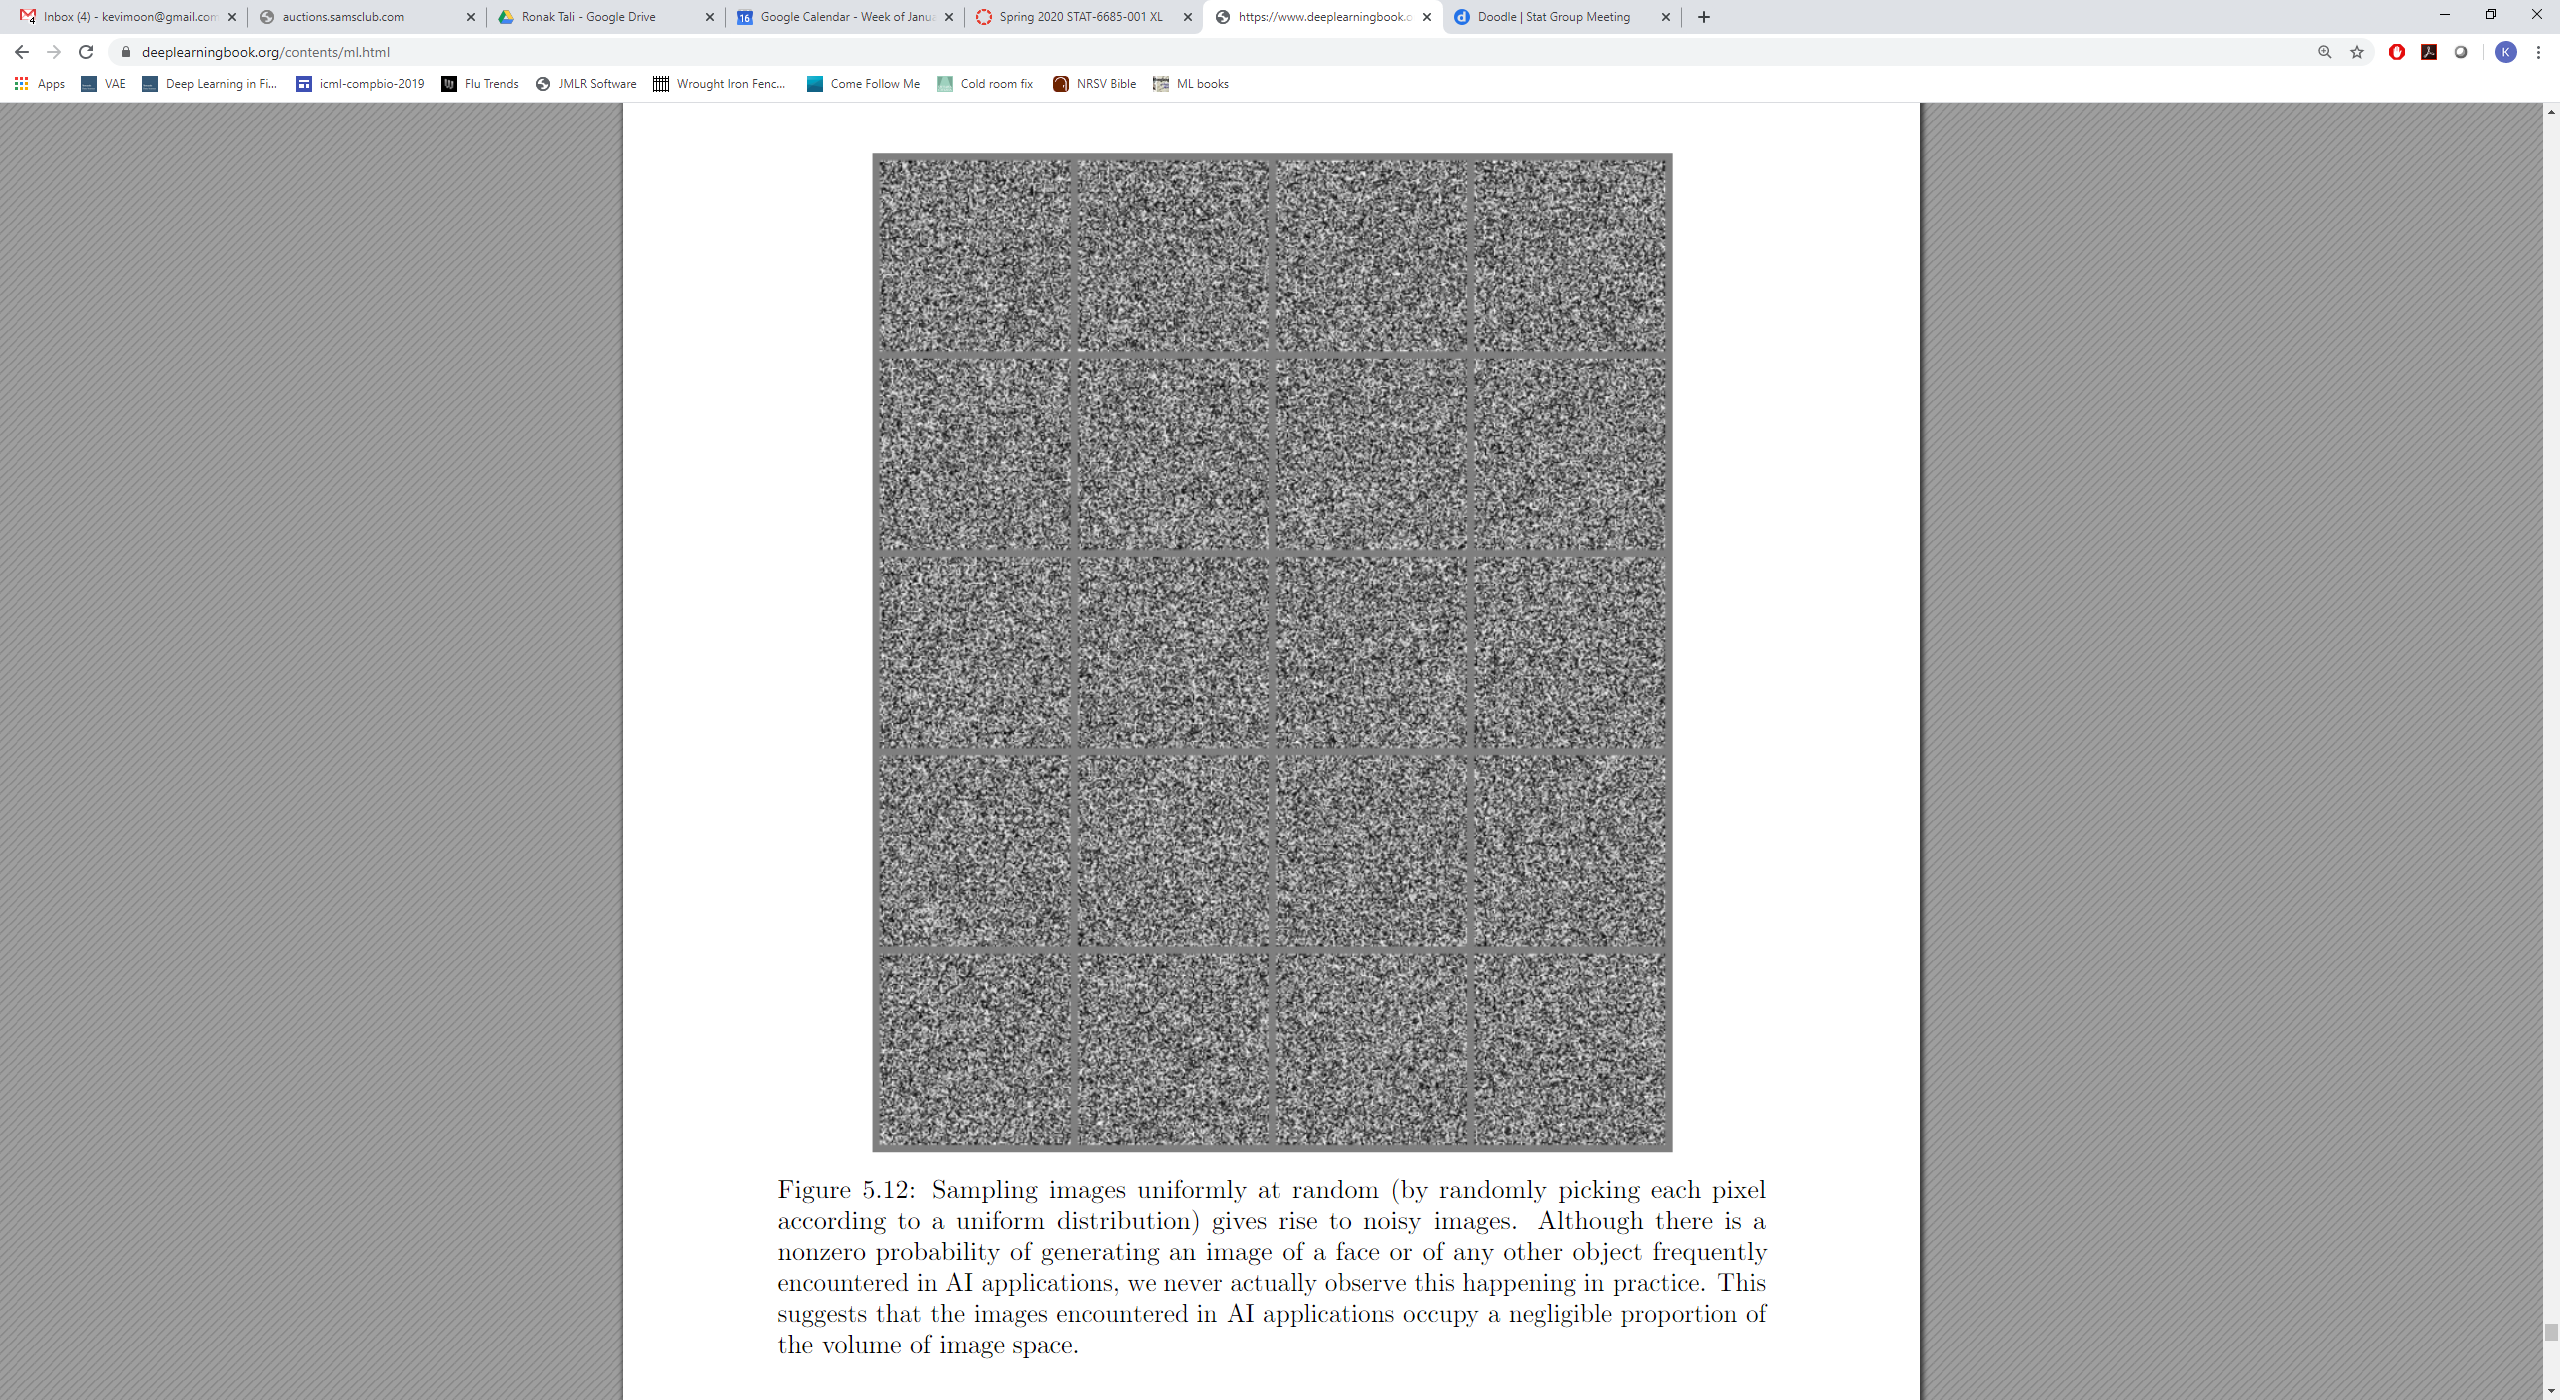 Inbox (4) - kevimoon@gmail.com
auctions.samsclub.com
Ronak Tali - Google Drive
Google Calendar - Week of Janua
Spring 2020 STAT-6685-001 XL
https://www.deeplearningbook.o
Doodle | Stat Group Meeting
deeplearningbook.org/contents/ml.html
K
Apps
VAE
Deep Learning in Fi...
icml-compbio-2019
Flu Trends
JMLR Software
Wrought Iron Fenc...
Come Follow Me
Cold room fix
NRSV Bible
ML books
Figure 5.12: Sampling images uniformly at random (by randomly picking each pixel
according to a uniform distribution) gives rise to noisy images. Although there is a
nonzero probability of generating an image of a face or of any other object frequently
encountered in AI applications, we never actually observe this happening in practice. This
suggests that the images encountered in AI applications occupy a negligible proportion of
the volume of image space.